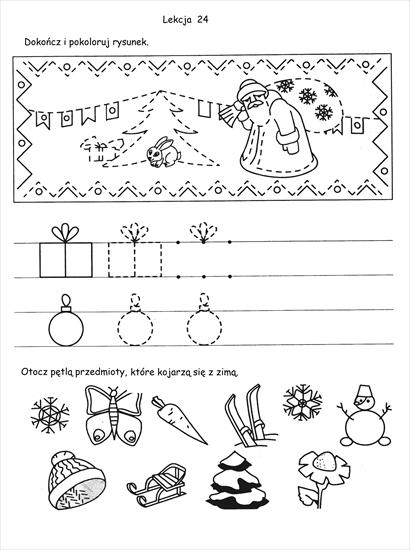 Lekcja 24
Dokończ i pokoloruj rysunek.
Otocz pętlą przedmioty, które kojarzą się z zimą.